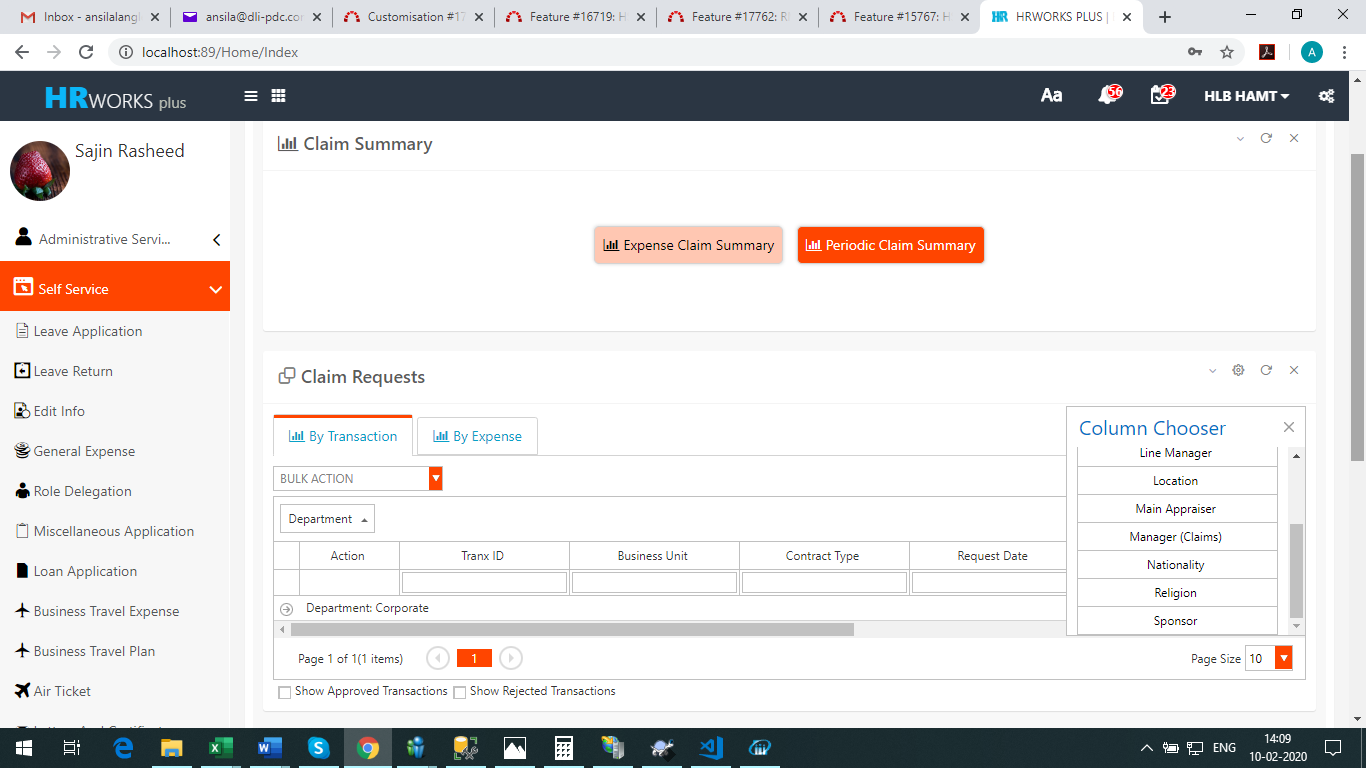 Inbox - ansilalangl
ansila@dli-pdc.con
Customisation #17
Feature #16719: H
Feature #17762: R
Feature #15767: H
HRWORKS PLUS |
localhost:89/Home/Index
A
HRWORKS plus
Aa
56
23
HLB HAMT
Sajin Rasheed
Administrative Servi...
Self Service
Leave Application
Leave Return
Edit Info
General Expense
Role Delegation
Miscellaneous Application
Loan Application
Business Travel Expense
Business Travel Plan
Air Ticket
Claim Summary
Expense Claim Summary
Periodic Claim Summary
Claim Requests
By Transaction
By Expense
BULK ACTION
Department
Action
Tranx ID
Business Unit
Contract Type
Request Date
Department: Corporate
Page 1 of 1(1 items)
1
Page Size
10
Show Approved Transactions
Show Rejected Transactions
Column Chooser
Line Manager
Location
Main Appraiser
Manager (Claims)
Nationality
Religion
Sponsor
ENG
14:09
10-02-2020